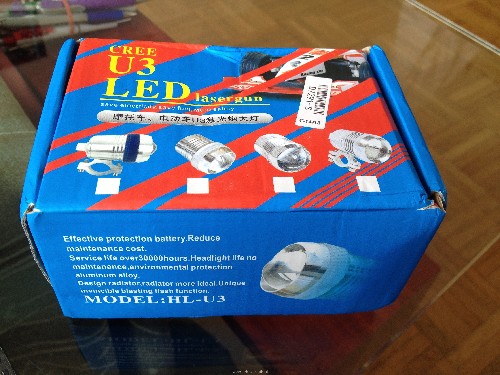 CREE
U3
LED lasergun
摩托车、电动车U3激光炮大灯
Effective protection battery.Reduce
maintenance cost.
Service life over30000hours.Headlight life no
maintenance,environmental protection
aluminum alloy.
Design radiator,radiator more ideal.Unique
invincible blasting flash function.
MODEL:HL-U3